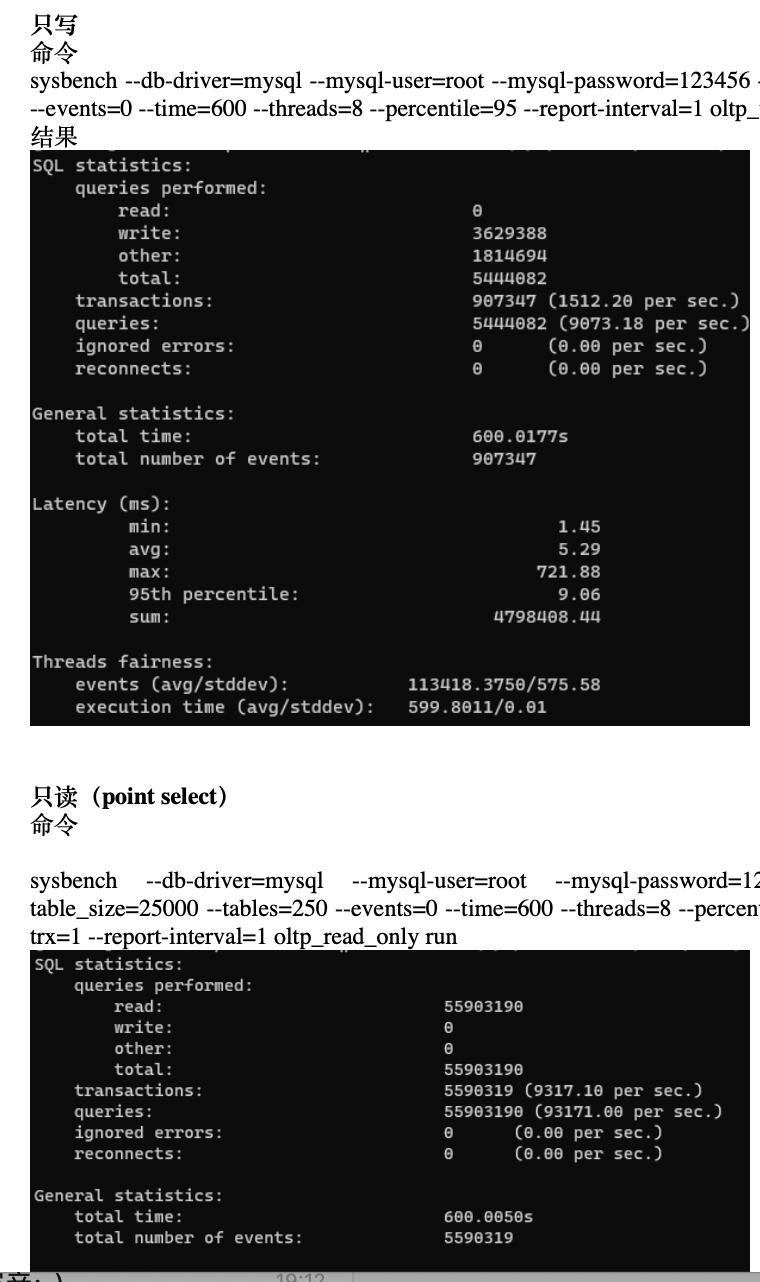 只写
命令
sysbench --db-driver=mysql --mysql-user=root --mysql-password=123456
--events=0 --time=600 --threads=8 --percentile=95 --report-interval=1 oltp_
结果
SQL statistics:
queries performed:
read: 0
write: 3629388
other: 1814694
total: 5444082
transactions: 907347 (1512.20 per sec.)
queries: 5444082 (9073.18 per sec.)
ignored errors: 0 (0.00 per sec.)
reconnects: 0 (0.00 per sec.)
General statistics:
total time: 600.0177s
total number of events: 907347
Latency (ms):
min: 1.45
avg: 5.29
max: 721.88
95th percentile: 9.06
sum: 4798408.44
Threads fairness:
events (avg/stddev): 113418.3750/575.58
execution time (avg/stddev): 599.8011/0.01
只读（point select）
命令
sysbench --db-driver=mysql --mysql-user=root --mysql-password=12
table_size=25000 --tables=250 --events=0 --time=600 --threads=8 --percen
trx=1 --report-interval=1 oltp_read_only run
SQL statistics:
queries performed:
read: 55903190
write: 0
other: 0
total: 55903190
transactions: 5590319 (9317.10 per sec.)
queries: 55903190 (93171.00 per sec.)
ignored errors: 0 (0.00 per sec.)
reconnects: 0 (0.00 per sec.)
General statistics:
total time: 600.0050s
total number of events: 5590319
19:12